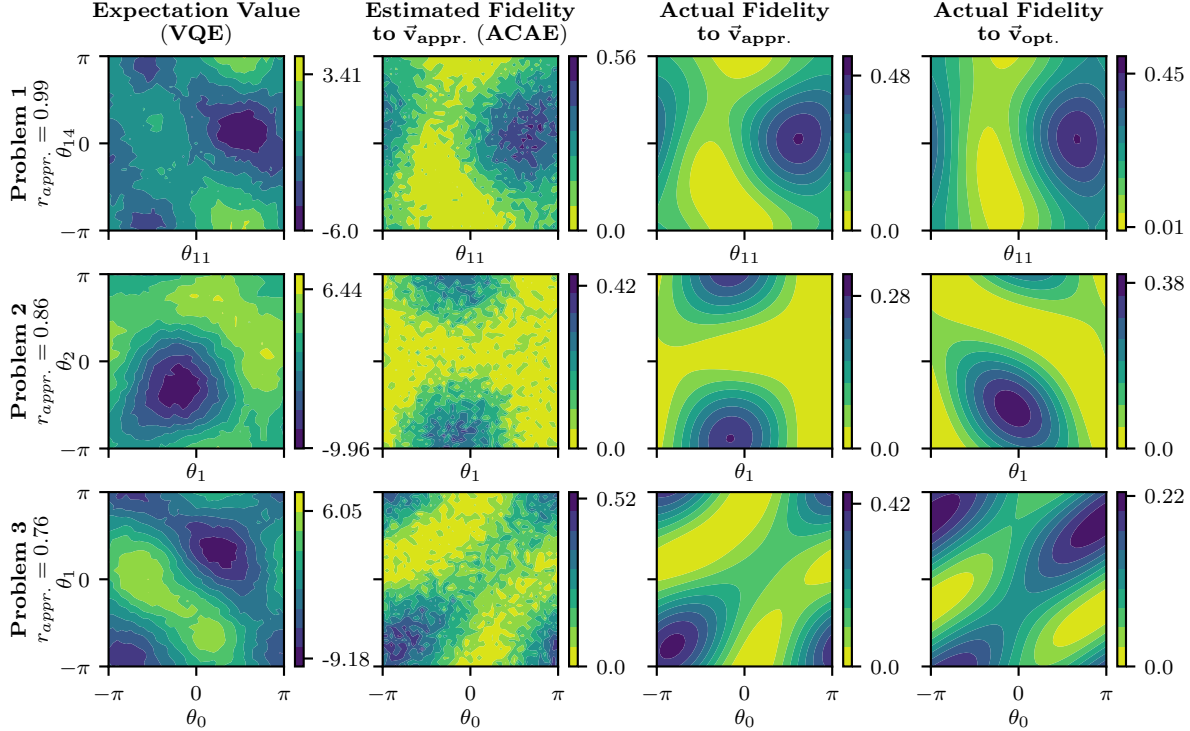 Expectation Value
(VQE)
Estimated Fidelity
to v⃗appr. (ACAE)
Actual Fidelity
to v⃗appr.
Actual Fidelity
to v⃗opt.
Problem 1
r_appr. = 0.99
θ14
π
0
−π
θ11
3.41
-6.0
θ11
0.56
0.0
θ11
0.48
0.0
θ11
0.45
0.01
Problem 2
r_appr. = 0.86
θ2
π
0
−π
θ1
6.44
-9.96
θ1
0.42
0.0
θ1
0.28
0.0
θ1
0.38
0.0
Problem 3
r_appr. = 0.76
θ1
π
0
−π
6.05
-9.18
0.52
0.0
0.42
0.0
0.22
0.0
−π 0 π
θ0
−π 0 π
θ0
−π 0 π
θ0
−π 0 π
θ0